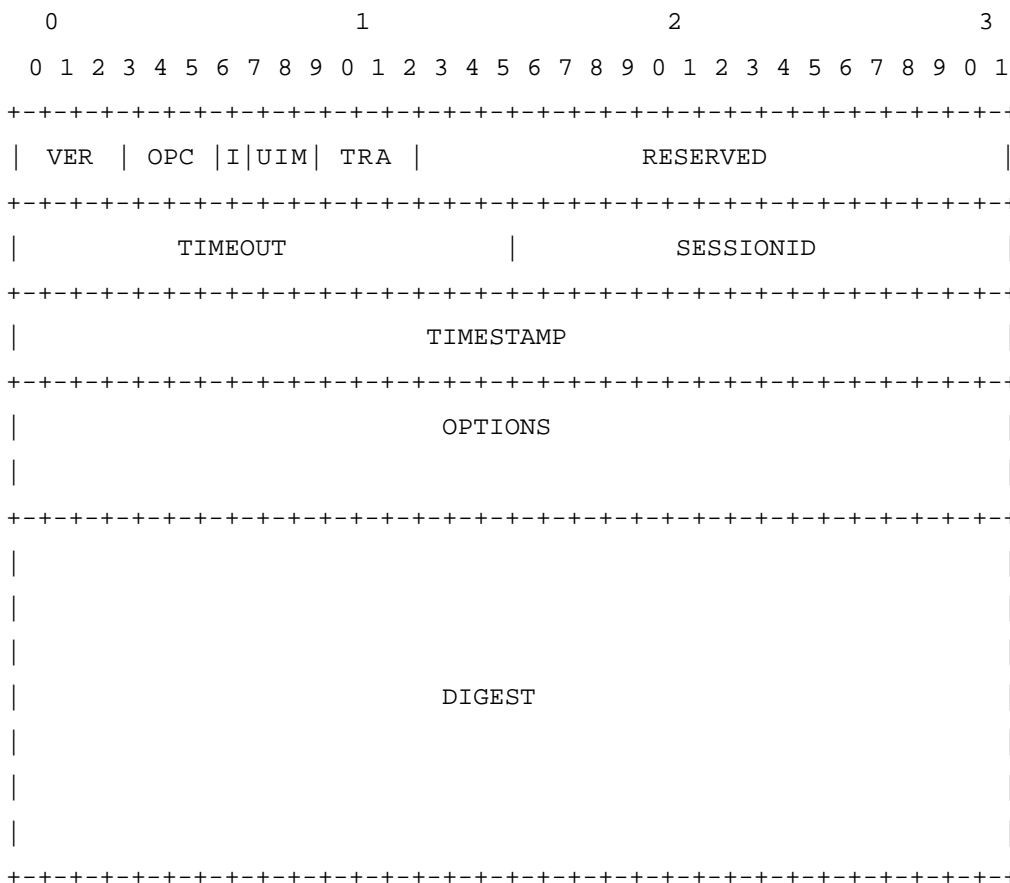 0                   1                   2                   3
 0 1 2 3 4 5 6 7 8 9 0 1 2 3 4 5 6 7 8 9 0 1 2 3 4 5 6 7 8 9 0 1
+-+-+-+-+-+-+-+-+-+-+-+-+-+-+-+-+-+-+-+-+-+-+-+-+-+-+-+-+-+-+-+-+
| VER | OPC |I|UIM| TRA |              RESERVED               |
+-+-+-+-+-+-+-+-+-+-+-+-+-+-+-+-+-+-+-+-+-+-+-+-+-+-+-+-+-+-+-+-+
|          TIMEOUT              |          SESSIONID            |
+-+-+-+-+-+-+-+-+-+-+-+-+-+-+-+-+-+-+-+-+-+-+-+-+-+-+-+-+-+-+-+-+
|                          TIMESTAMP                            |
+-+-+-+-+-+-+-+-+-+-+-+-+-+-+-+-+-+-+-+-+-+-+-+-+-+-+-+-+-+-+-+-+
|                           OPTIONS                             |
|                                                               |
+-+-+-+-+-+-+-+-+-+-+-+-+-+-+-+-+-+-+-+-+-+-+-+-+-+-+-+-+-+-+-+-+
|                                                               |
|                                                               |
|                                                               |
|                           DIGEST                              |
|                                                               |
|                                                               |
|                                                               |
+-+-+-+-+-+-+-+-+-+-+-+-+-+-+-+-+-+-+-+-+-+-+-+-+-+-+-+-+-+-+-+-+